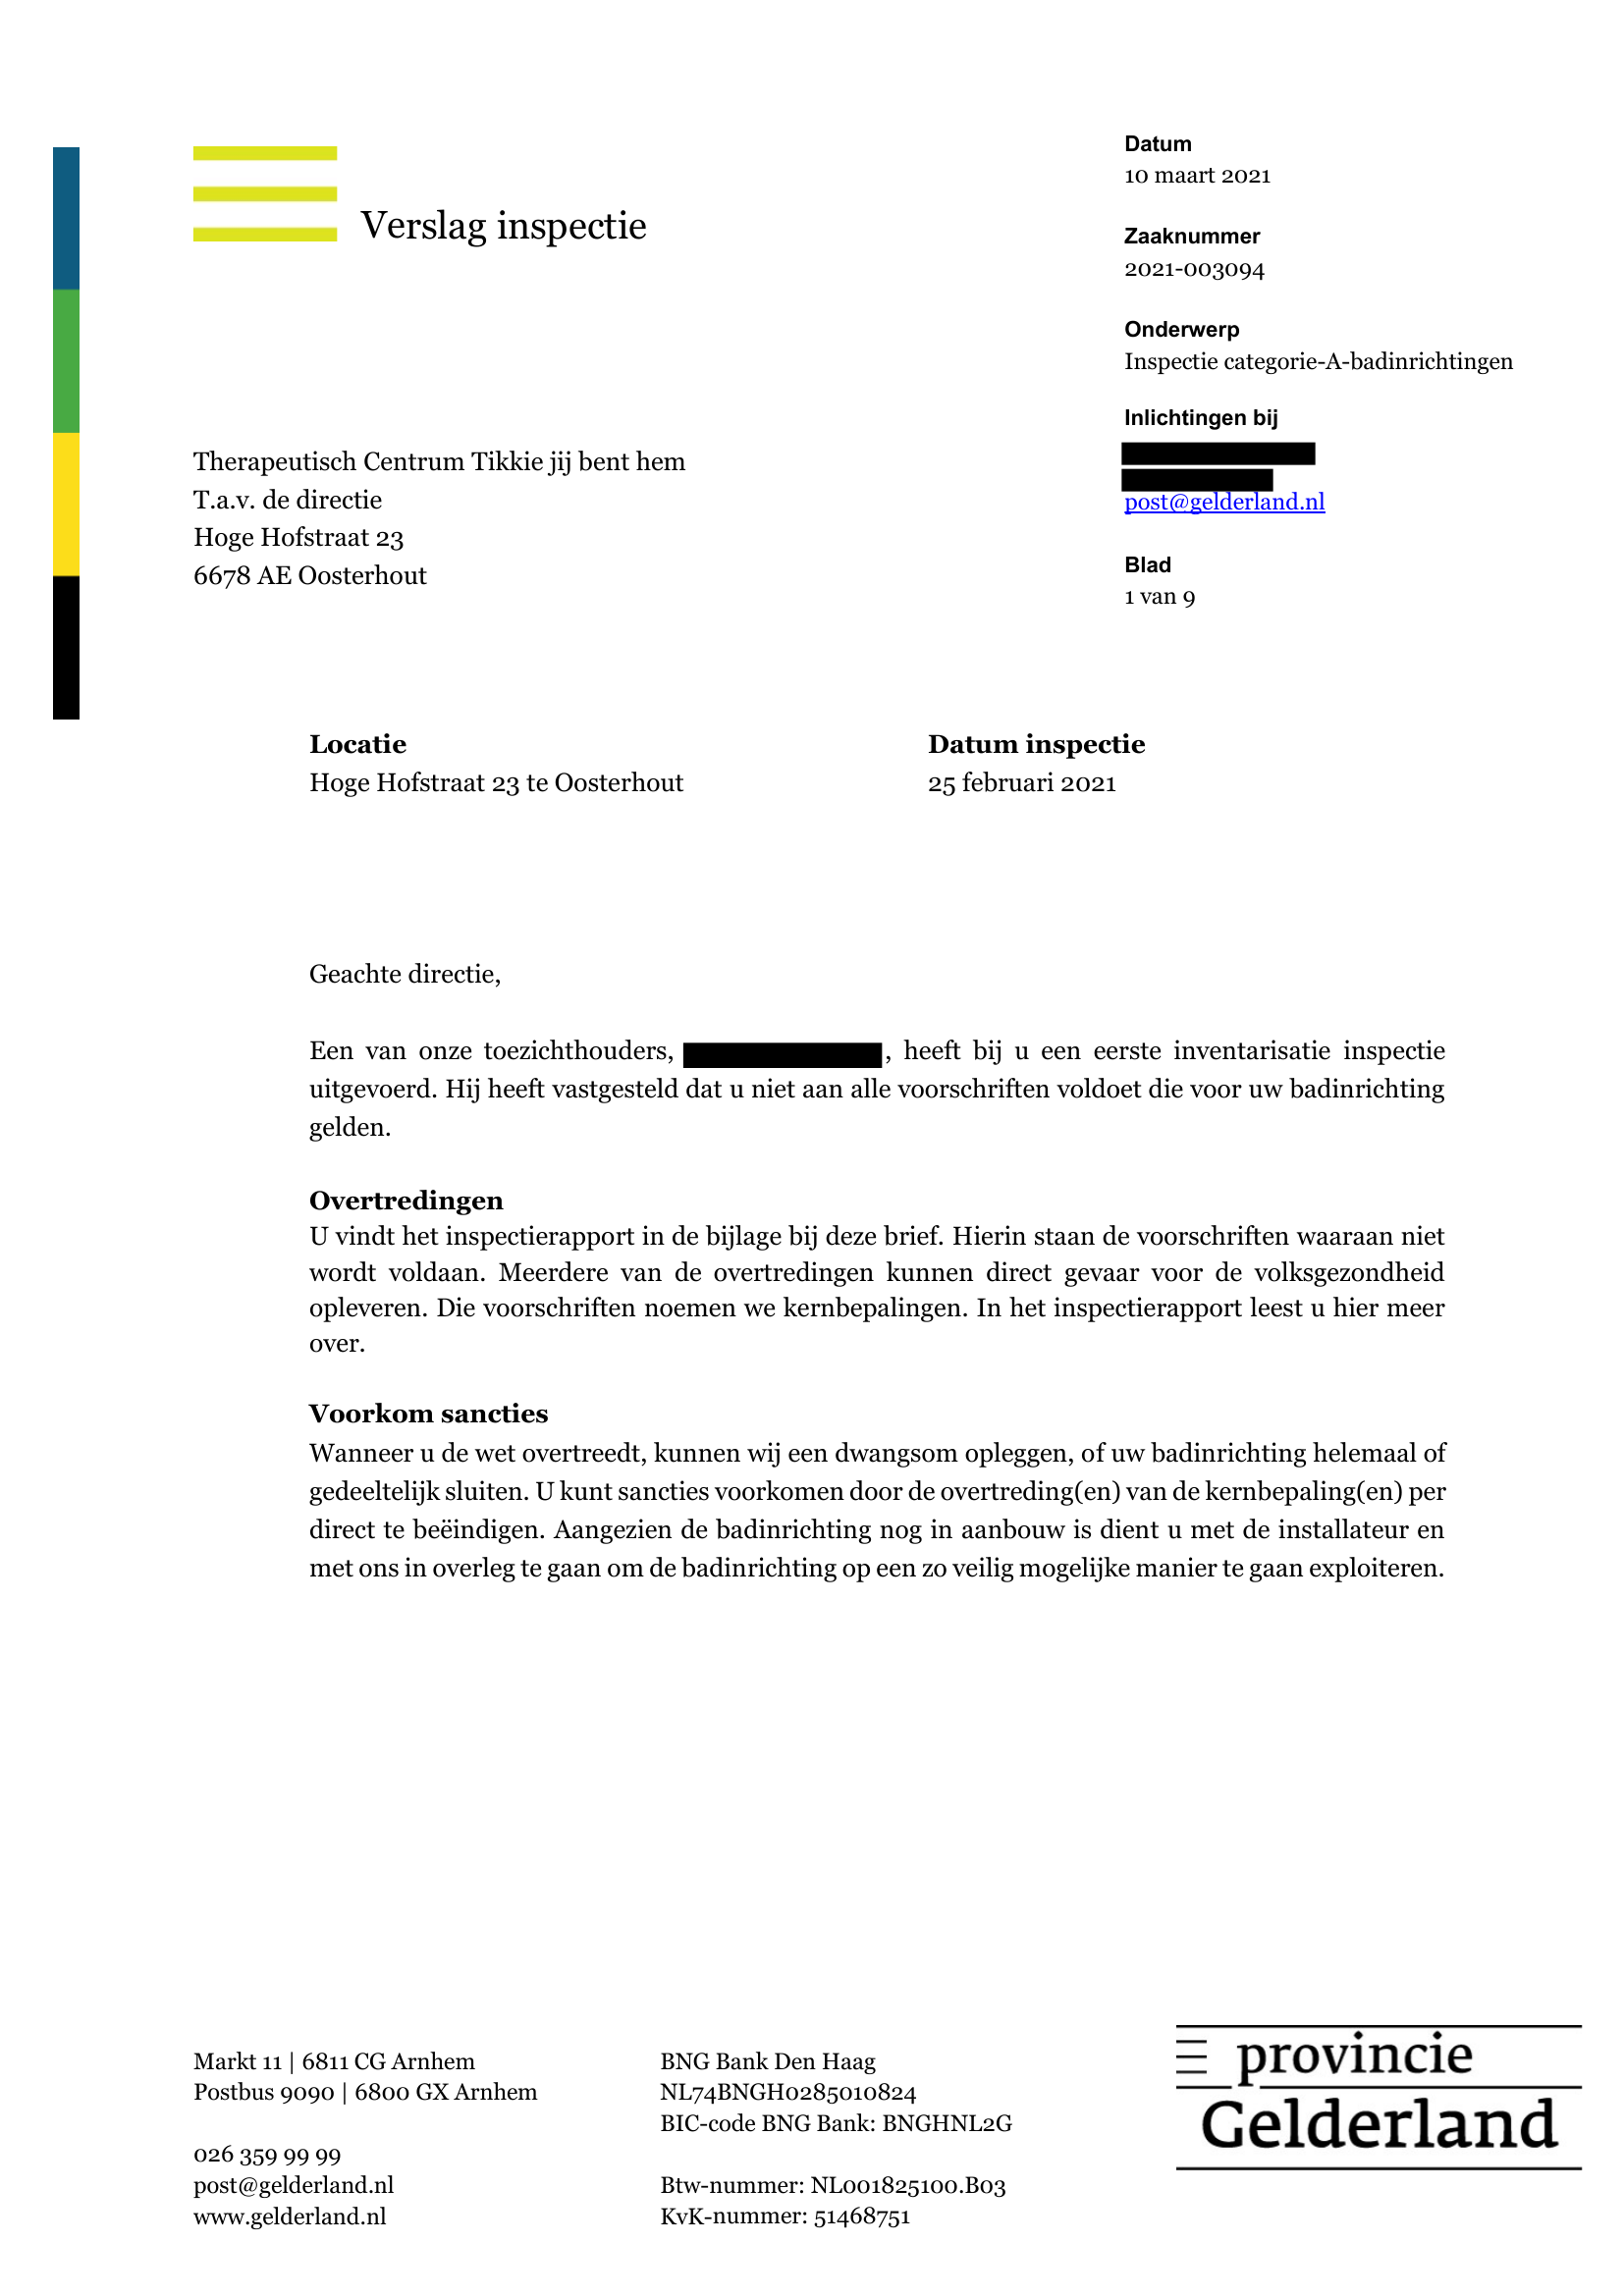 Verslag inspectie
Datum
10 maart 2021
Zaaknummer
2021-003094
Onderwerp
Inspectie categorie-A-badinrichtingen
Inlichtingen bij
post@gelderland.nl
Blad
1 van 9
Therapeutisch Centrum Tikkie jij bent hem
T.a.v. de directie
Hoge Hofstraat 23
6678 AE Oosterhout
Locatie
Hoge Hofstraat 23 te Oosterhout
Datum inspectie
25 februari 2021
Geachte directie,
Een van onze toezichthouders, , heeft bij u een eerste inventarisatie inspectie
uitgevoerd. Hij heeft vastgesteld dat u niet aan alle voorschriften voldoet die voor uw badinrichting
gelden.
Overtredingen
U vindt het inspectierapport in de bijlage bij deze brief. Hierin staan de voorschriften waaraan niet
wordt voldaan. Meerdere van de overtredingen kunnen direct gevaar voor de volksgezondheid
opleveren. Die voorschriften noemen we kernbepalingen. In het inspectierapport leest u hier meer
over.
Voorkom sancties
Wanneer u de wet overtreedt, kunnen wij een dwangsom opleggen, of uw badinrichting helemaal of
gedeeltelijk sluiten. U kunt sancties voorkomen door de overtreding(en) van de kernbepaling(en) per
direct te beëindigen. Aangezien de badinrichting nog in aanbouw is dient u met de installateur en
met ons in overleg te gaan om de badinrichting op een zo veilig mogelijke manier te gaan exploiteren.
Markt 11 | 6811 CG Arnhem
Postbus 9090 | 6800 GX Arnhem
026 359 99 99
post@gelderland.nl
www.gelderland.nl
BNG Bank Den Haag
NL74BNGH0285010824
BIC-code BNG Bank: BNGHNL2G
Btw-nummer: NL001825100.B03
KvK-nummer: 51468751
provincie
Gelderland